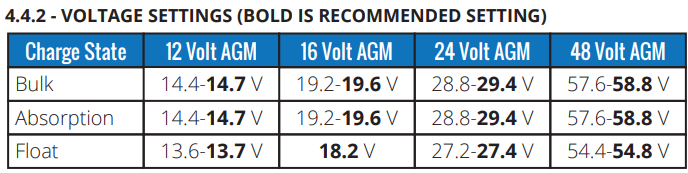 4.4.2 - VOLTAGE SETTINGS (BOLD IS RECOMMENDED SETTING)
Charge State 12 Volt AGM 16 Volt AGM 24 Volt AGM 48 Volt AGM
Bulk 14.4-14.7 V 19.2-19.6 V 28.8-29.4 V 57.6-58.8 V
Absorption 14.4-14.7 V 19.2-19.6 V 28.8-29.4 V 57.6-58.8 V
Float 13.6-13.7 V 18.2 V 27.2-27.4 V 54.4-54.8 V